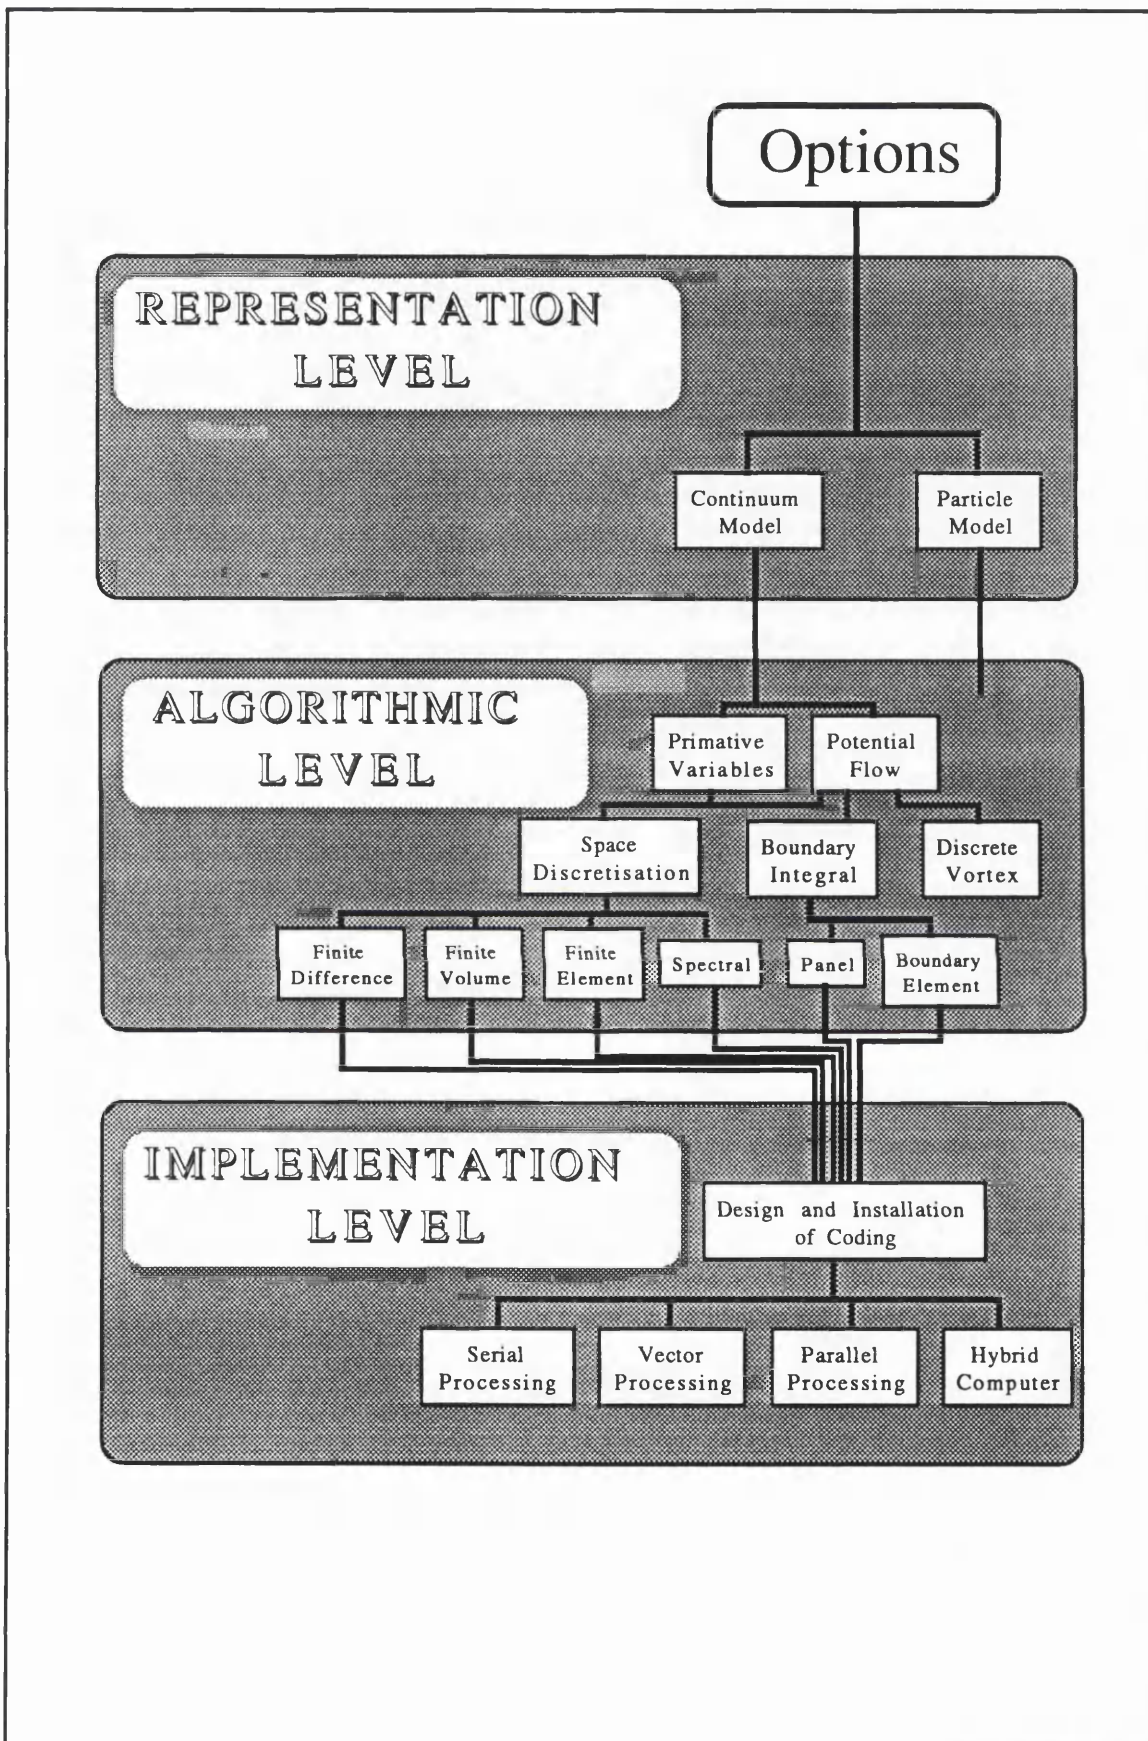 Options
REPRESENTATION
LEVEL
Continuum
Model
Particle
Model
ALGORITHMIC
LEVEL
Primative
Variables
Potential
Flow
Space
Discretisation
Boundary
Integral
Discrete
Vortex
Finite
Difference
Finite
Volume
Finite
Element
Spectral
Panel
Boundary
Element
IMPLEMENTATION
LEVEL
Design and Installation
of Coding
Serial
Processing
Vector
Processing
Parallel
Processing
Hybrid
Computer